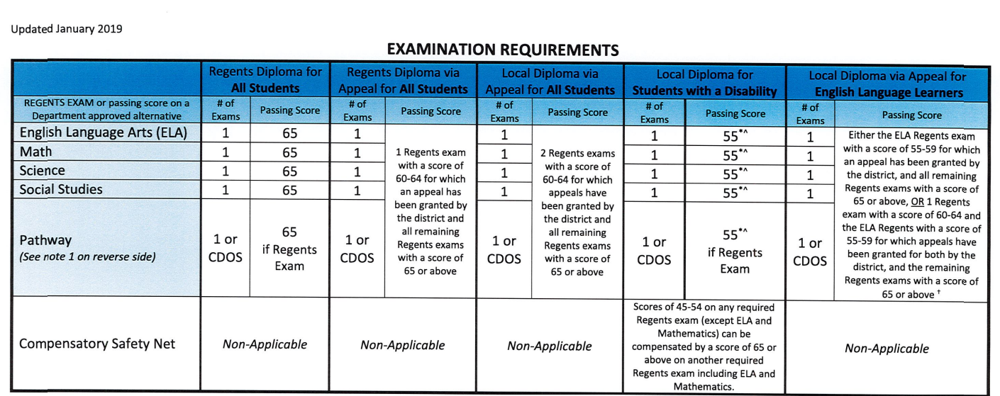 Updated January 2019
EXAMINATION REQUIREMENTS
Regents Diploma for
All Students
Regents Diploma via
Appeal for All Students
Local Diploma via
Appeal for All Students
Local Diploma for
Students with a Disability
Local Diploma via Appeal for
English Language Learners
REGENTS EXAM or passing score on a
Department approved alternative
# of
Exams
Passing Score
# of
Exams
Passing Score
# of
Exams
Passing Score
# of
Exams
Passing Score
# of
Exams
Passing Score
English Language Arts (ELA)
1
65
1
1
1
55*^
1
Math
1
65
1
1
1
55*^
1
Science
1
65
1
1
1
55*^
1
Social Studies
1
65
1
1
1
55*^
1
Pathway
(See note 1 on reverse side)
1 or
CDOS
65
if Regents
Exam
1 or
CDOS
1 Regents exam
with a score of
60-64 for which
an appeal has
been granted by
the district and
all remaining
Regents exams
with a score of
65 or above
1 or
CDOS
2 Regents exams
with a score of
60-64 for which
appeals have
been granted by
the district and
all remaining
Regents exams
with a score of
65 or above
1 or
CDOS
55*^
if Regents
Exam
1 or
CDOS
Either the ELA Regents exam
with a score of 55-59 for which
an appeal has been granted by
the district, and all remaining
Regents exams with a score of
65 or above, OR 1 Regents
exam with a score of 60-64 and
the ELA Regents with a score of
55-59 for which appeals have
been granted for both by the
district, and the remaining
Regents exams with a score of
65 or above †
Compensatory Safety Net
Non-Applicable
Non-Applicable
Non-Applicable
Scores of 45-54 on any required
Regents exam (except ELA and
Mathematics) can be
compensated by a score of 65 or
above on another required
Regents exam including ELA and
Mathematics.
Non-Applicable